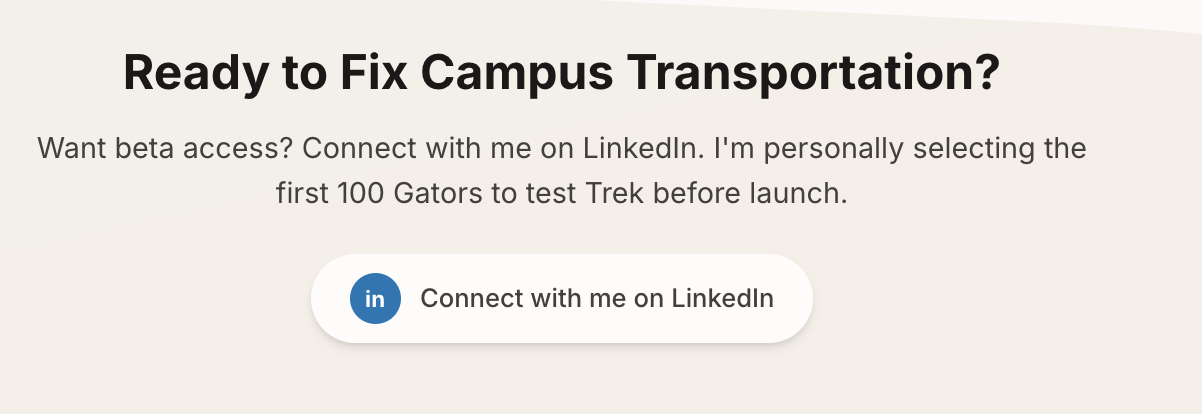 Ready to Fix Campus Transportation?
Want beta access? Connect with me on LinkedIn. I'm personally selecting the
first 100 Gators to test Trek before launch.
in Connect with me on LinkedIn